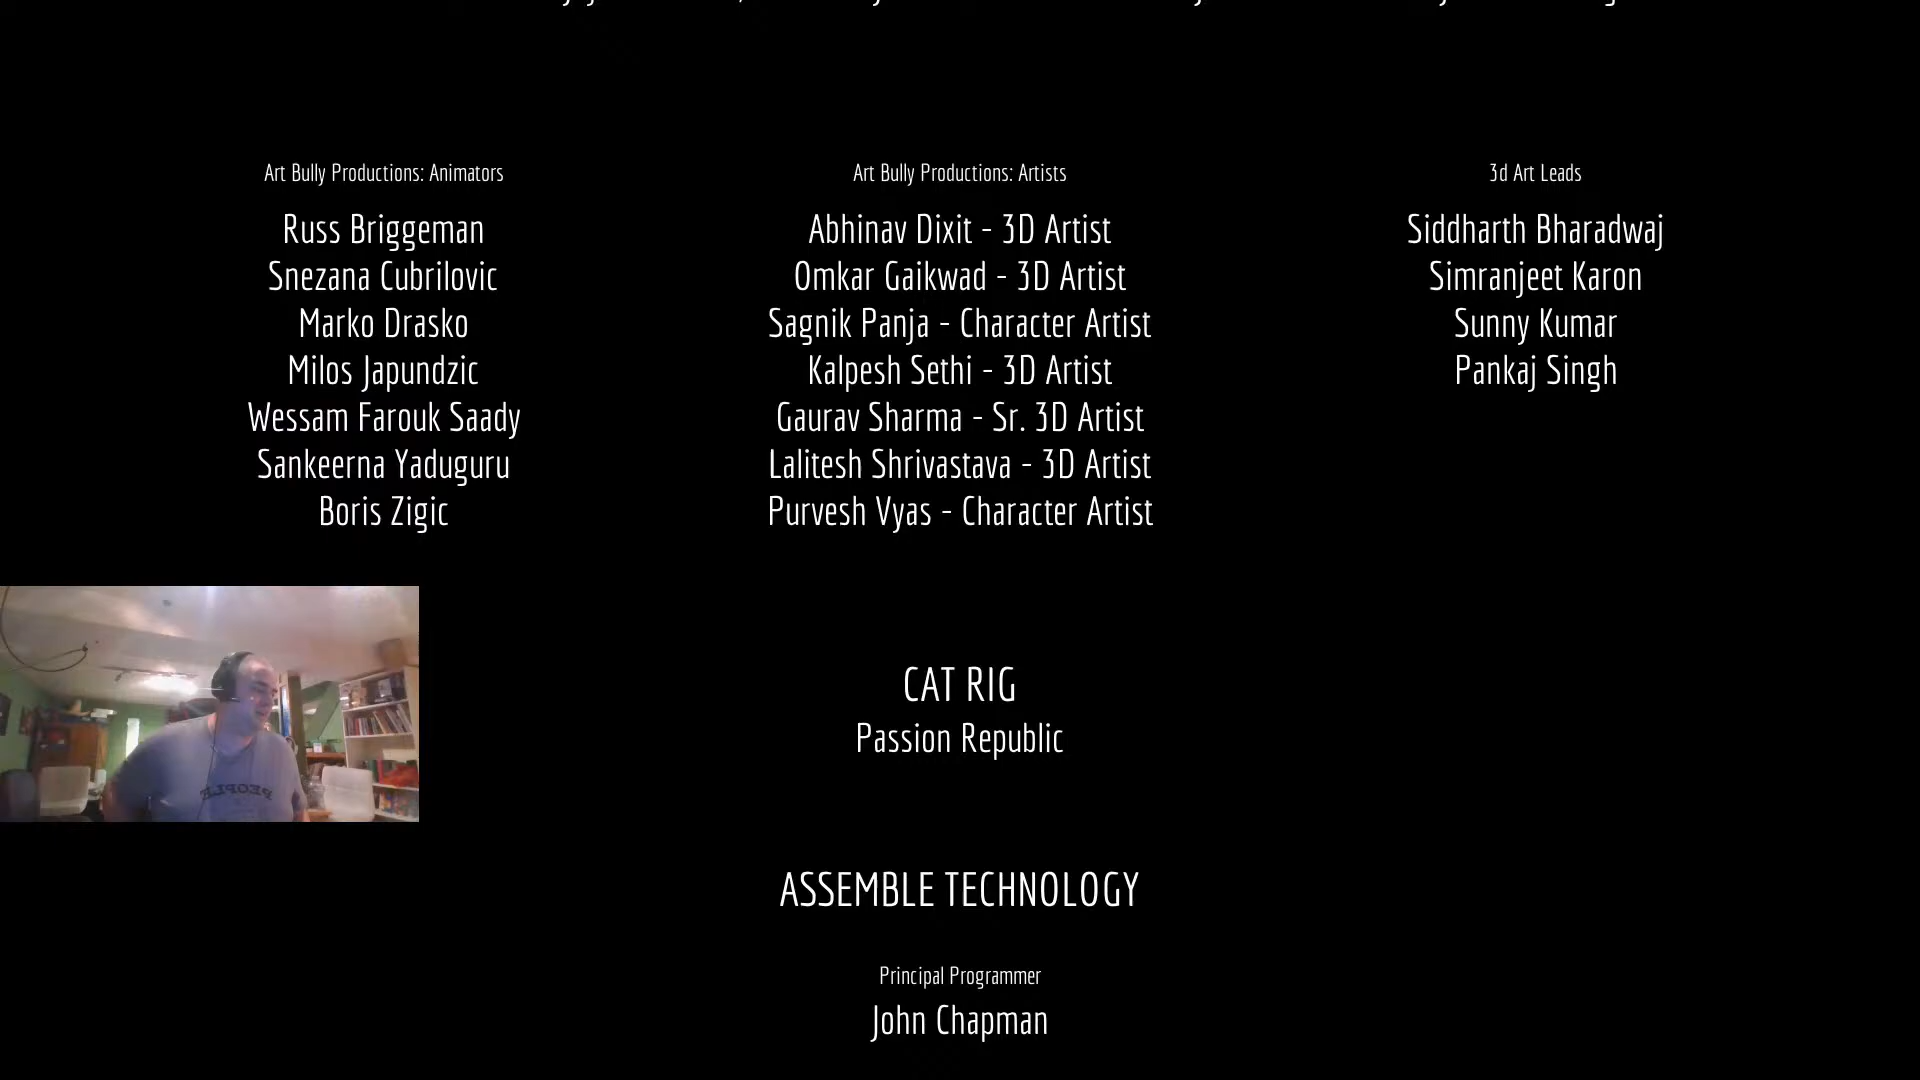 Art Bully Productions: Animators
Russ Briggeman
Snezana Cubrilovic
Marko Drasko
Milos Japundzic
Wessam Farouk Saady
Sankeerna Yaduguru
Boris Zigic
Art Bully Productions: Artists
Abhinav Dixit - 3D Artist
Omkar Gaikwad - 3D Artist
Sagnik Panja - Character Artist
Kalpesh Sethi - 3D Artist
Gaurav Sharma - Sr. 3D Artist
Lalitesh Shrivastava - 3D Artist
Purvesh Vyas - Character Artist
3d Art Leads
Siddharth Bharadwaj
Simranjeet Karon
Sunny Kumar
Pankaj Singh
PEOPLE
CAT RIG
Passion Republic
ASSEMBLE TECHNOLOGY
Principal Programmer
John Chapman